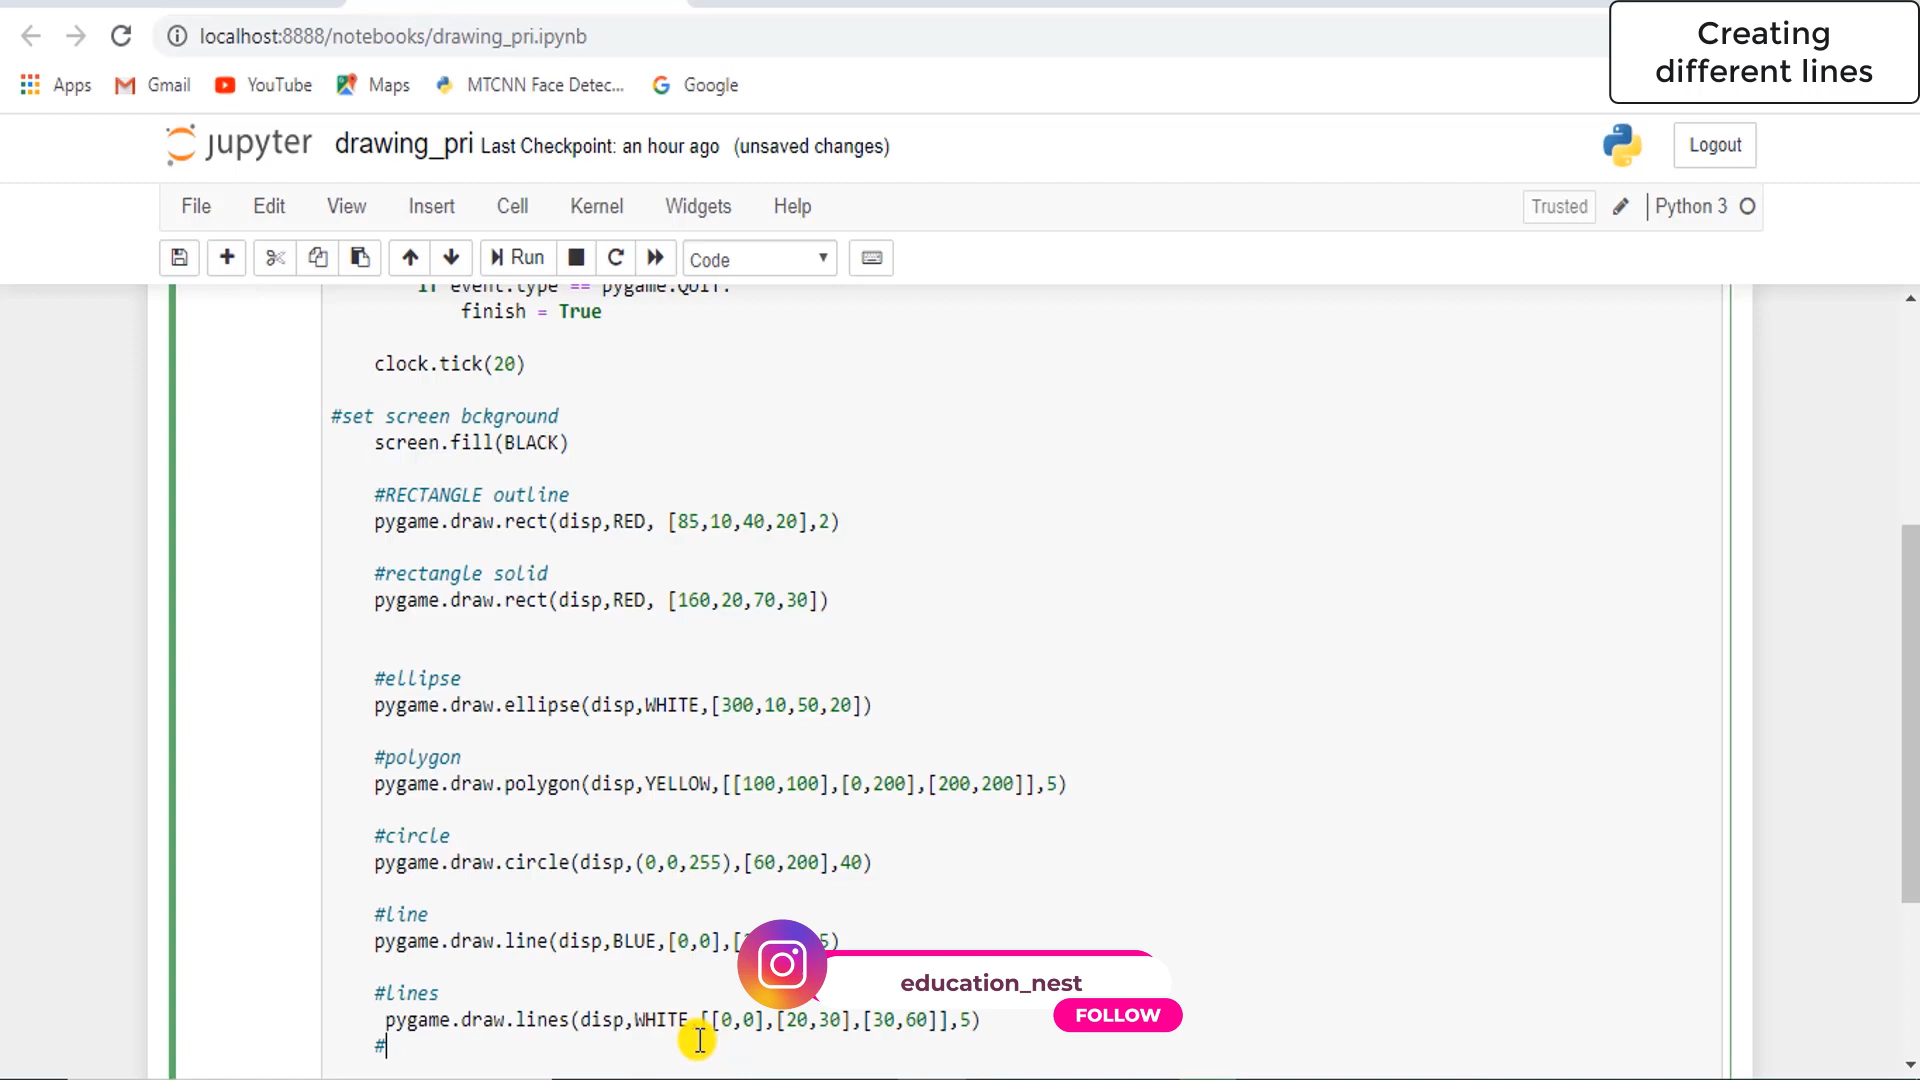 localhost:8888/notebooks/drawing_pri.ipynb
Creating
different lines
Apps Gmail YouTube Maps MTCNN Face Detec... Google
jupyter drawing_pri Last Checkpoint: an hour ago (unsaved changes) Logout
File Edit View Insert Cell Kernel Widgets Help Trusted Python 3
Run Code
if event.type == pygame.QUIT:
finish = True
clock.tick(20)
#set screen bckground
screen.fill(BLACK)
#RECTANGLE outline
pygame.draw.rect(disp,RED, [85,10,40,20],2)
#rectangle solid
pygame.draw.rect(disp,RED, [160,20,70,30])
#ellipse
pygame.draw.ellipse(disp,WHITE,[300,10,50,20])
#polygon
pygame.draw.polygon(disp,YELLOW,[[100,100],[0,200],[200,200]],5)
#circle
pygame.draw.circle(disp,(0,0,255),[60,200],40)
#line
pygame.draw.line(disp,BLUE,[0,0],[ 5)
#lines
pygame.draw.lines(disp,WHITE [[0,0],[20,30],[30,60]],5)
#
education_nest
FOLLOW